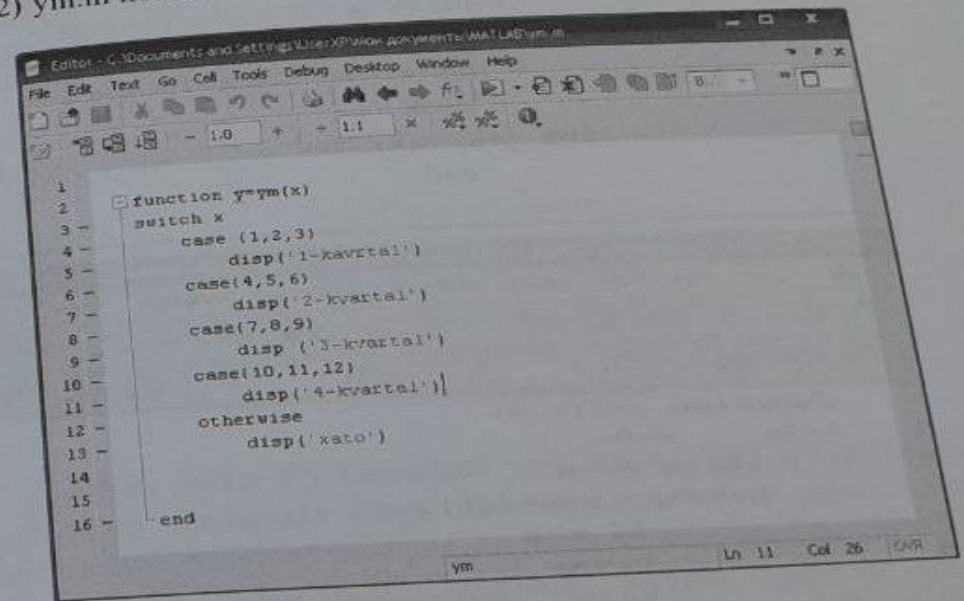 2) ym.m
Editor - C:\Documents and Settings\UserXP\Мои документы\MATLAB\ym.m
File Edit Text Go Cell Tools Debug Desktop Window Help
B...
- 1.0 + ÷ 1.1 ×
1
2 function y=ym(x)
3 - switch x
4 - case (1,2,3)
5 - disp('1-kavrtal')
6 - case(4,5,6)
7 - disp('2-kvartal')
8 - case(7,8,9)
9 - disp ('3-kvartal')
10 - case(10,11,12)
11 - disp('4-kvartal')
12 - otherwise
13 - disp('xato')
14
15
16 - end
ym Ln 11 Col 26 OVR